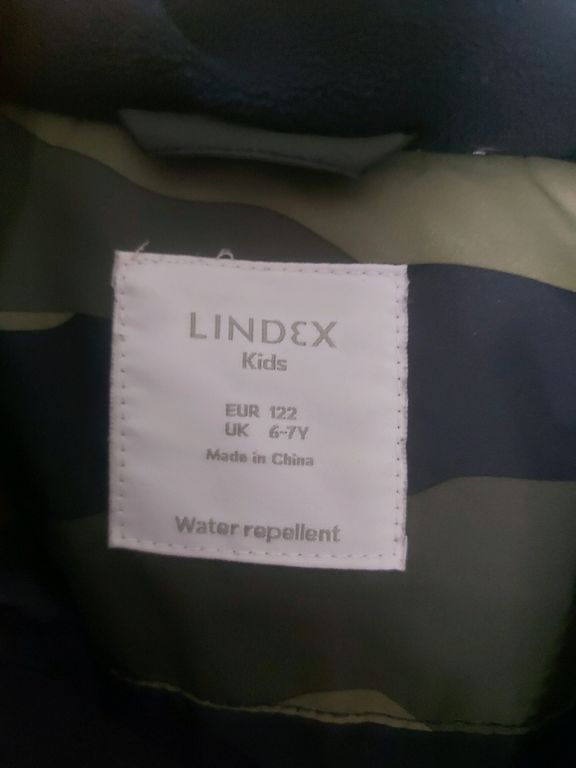 LINDEX
Kids
EUR 122
UK 6-7Y
Made in China
Water repellent